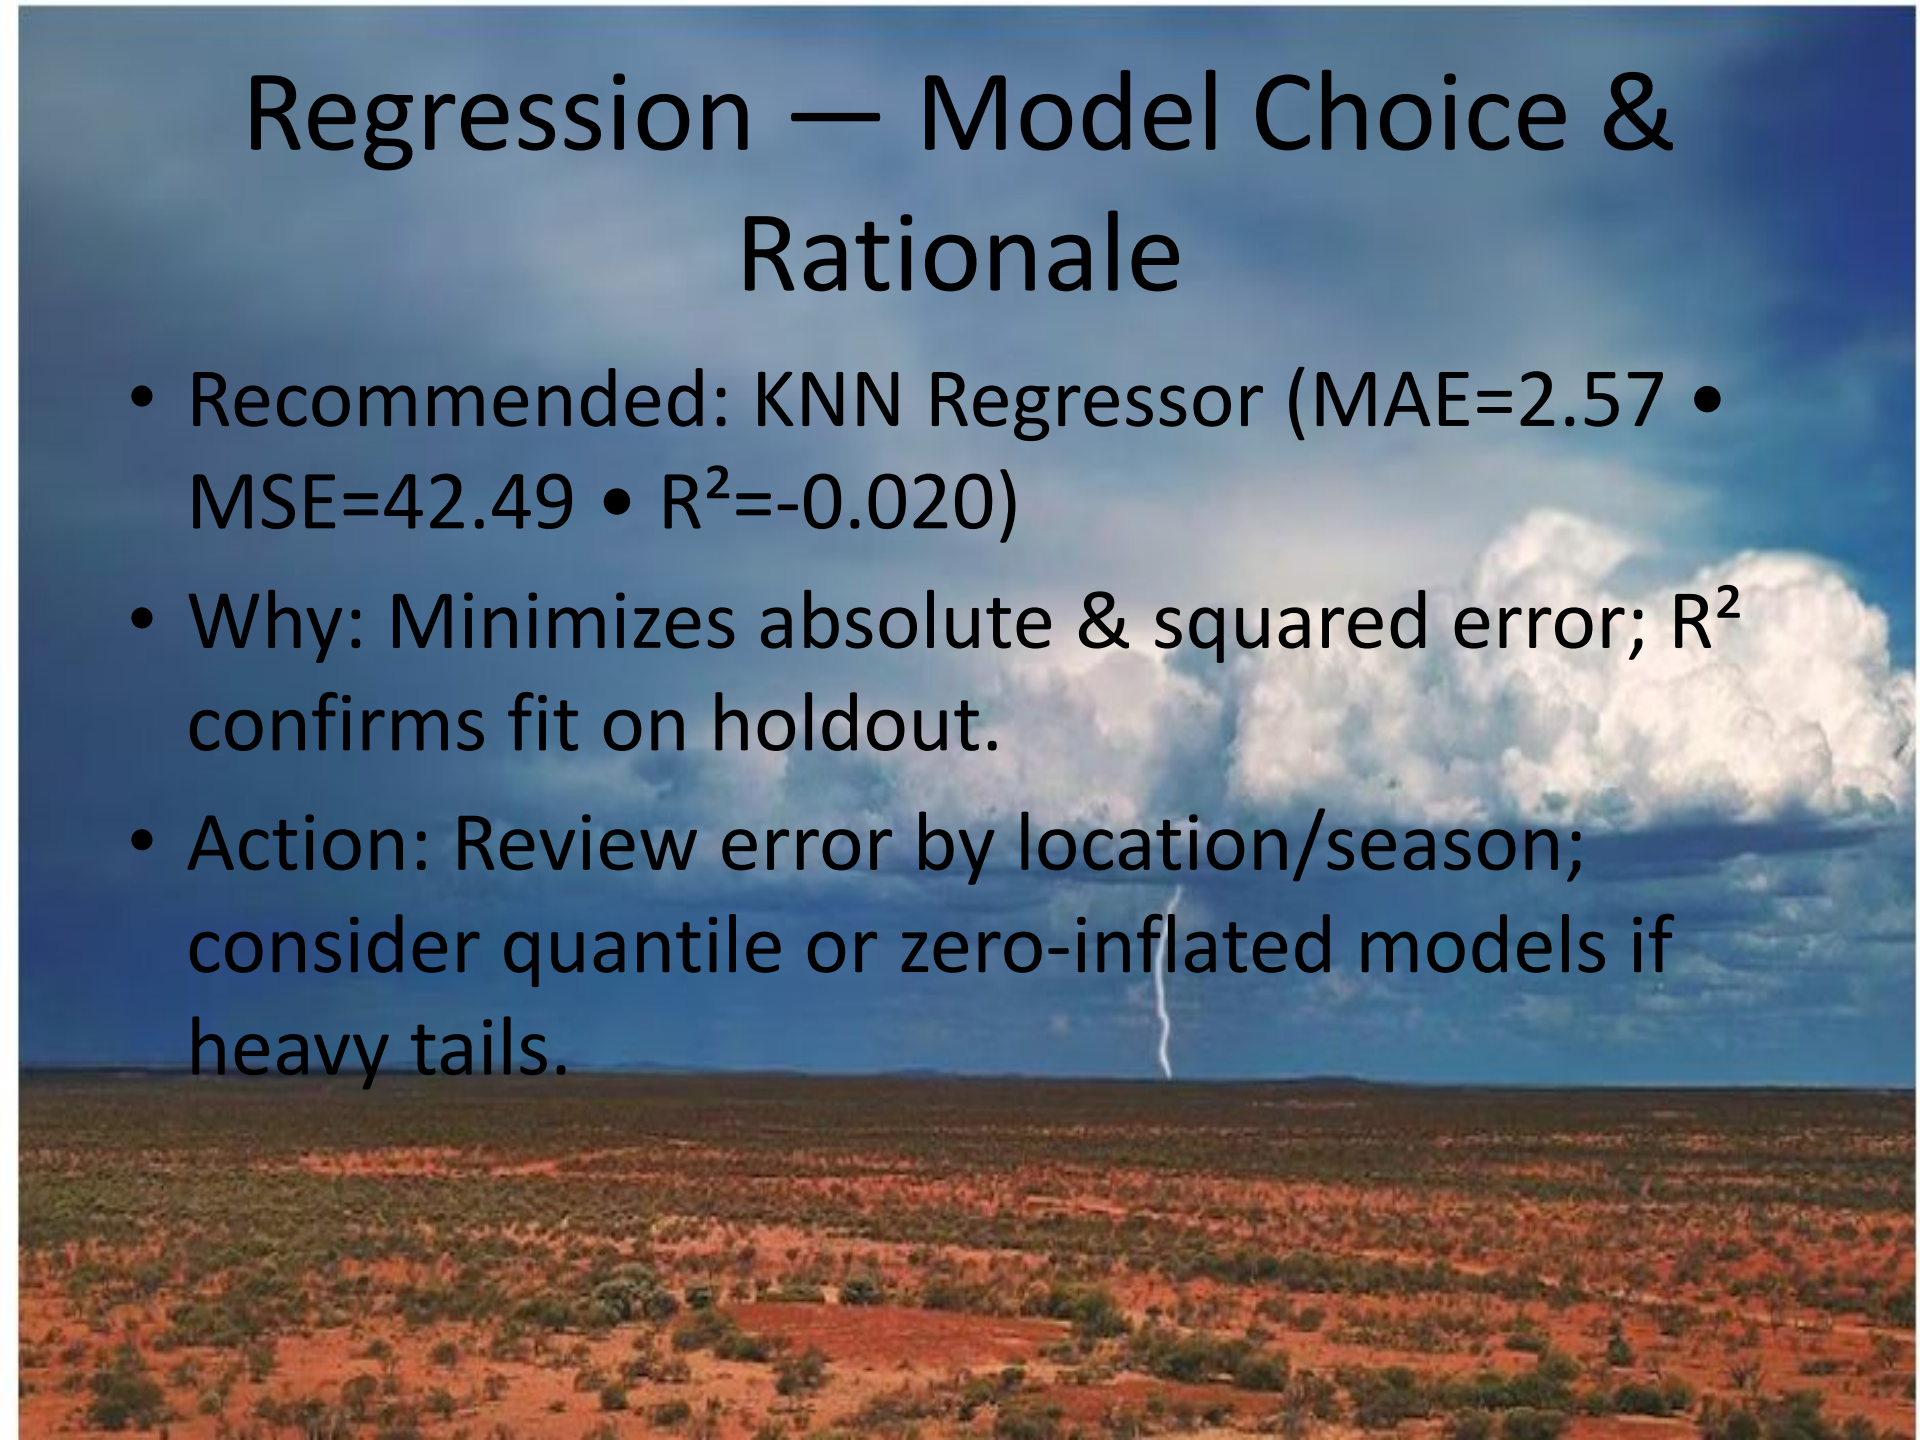 Regression — Model Choice &
Rationale
• Recommended: KNN Regressor (MAE=2.57 •
MSE=42.49 • R²=-0.020)
• Why: Minimizes absolute & squared error; R²
confirms fit on holdout.
• Action: Review error by location/season;
consider quantile or zero-inflated models if
heavy tails.